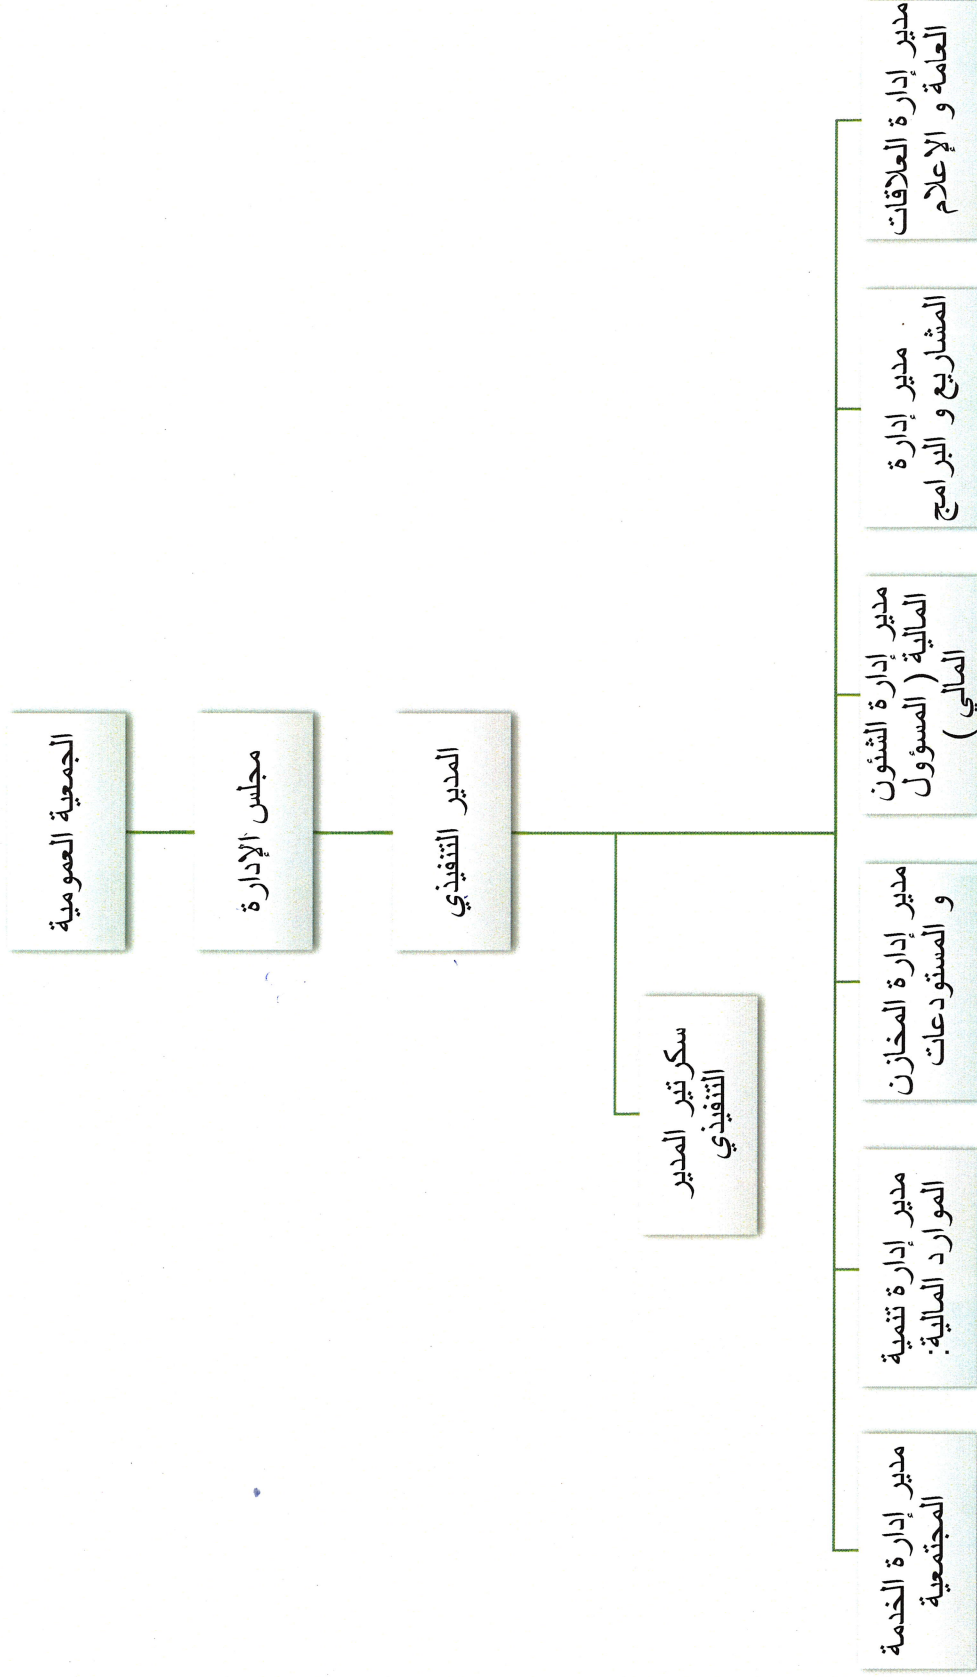 الجمعية العمومية
مجلس الإدارة
المدير التنفيذي
سكرتير المدير
التنفيذي
مدير إدارة العلاقات
العامة و الإعلام
مدير إدارة
المشاريع و البرامج
مدير إدارة الشئون
المالية ( المسؤول
المالي )
مدير إدارة المخازن
و المستودعات
مدير إدارة تنمية
الموارد المالية:
مدير إدارة الخدمة
المجتمعية